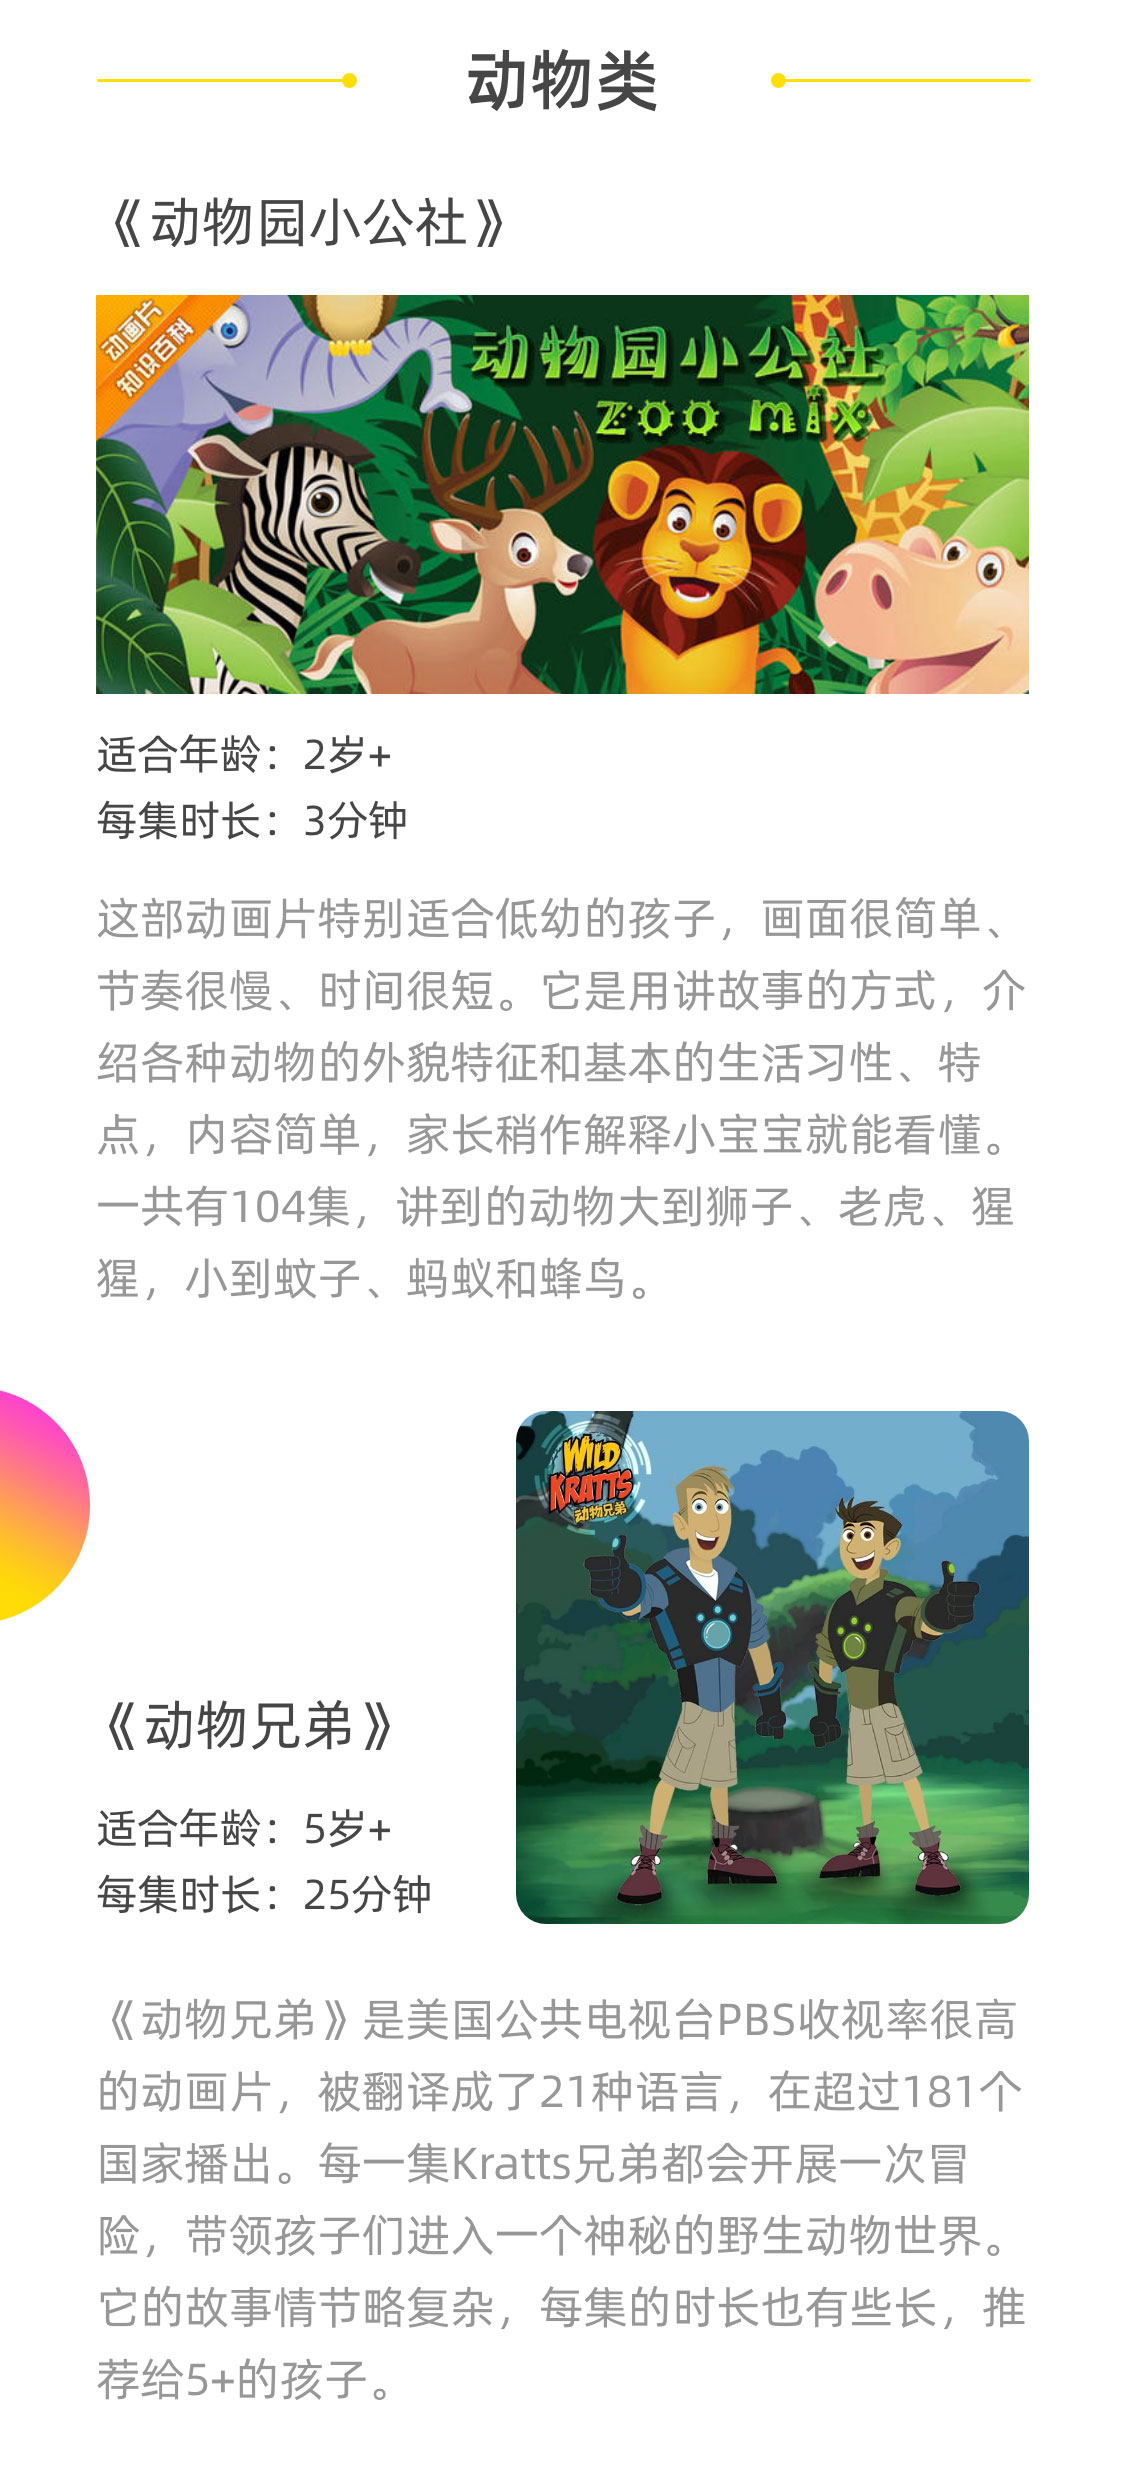 动物类
《动物园小公社》
动画片
知识百科
动物园小公社
ZOO mix
适合年龄：2岁+
每集时长：3分钟
这部动画片特别适合低幼的孩子，画面很简单、
节奏很慢、时间很短。它是用讲故事的方式，介
绍各种动物的外貌特征和基本的生活习性、特
点，内容简单，家长稍作解释小宝宝就能看懂。
一共有104集，讲到的动物大到狮子、老虎、猩
猩，小到蚊子、蚂蚁和蜂鸟。
WILD
KRATTS
动物兄弟
《动物兄弟》
适合年龄：5岁+
每集时长：25分钟
《动物兄弟》是美国公共电视台PBS收视率很高
的动画片，被翻译成了21种语言，在超过181个
国家播出。每一集Kratts兄弟都会开展一次冒
险，带领孩子们进入一个神秘的野生动物世界。
它的故事情节略复杂，每集的时长也有些长，推
荐给5+的孩子。